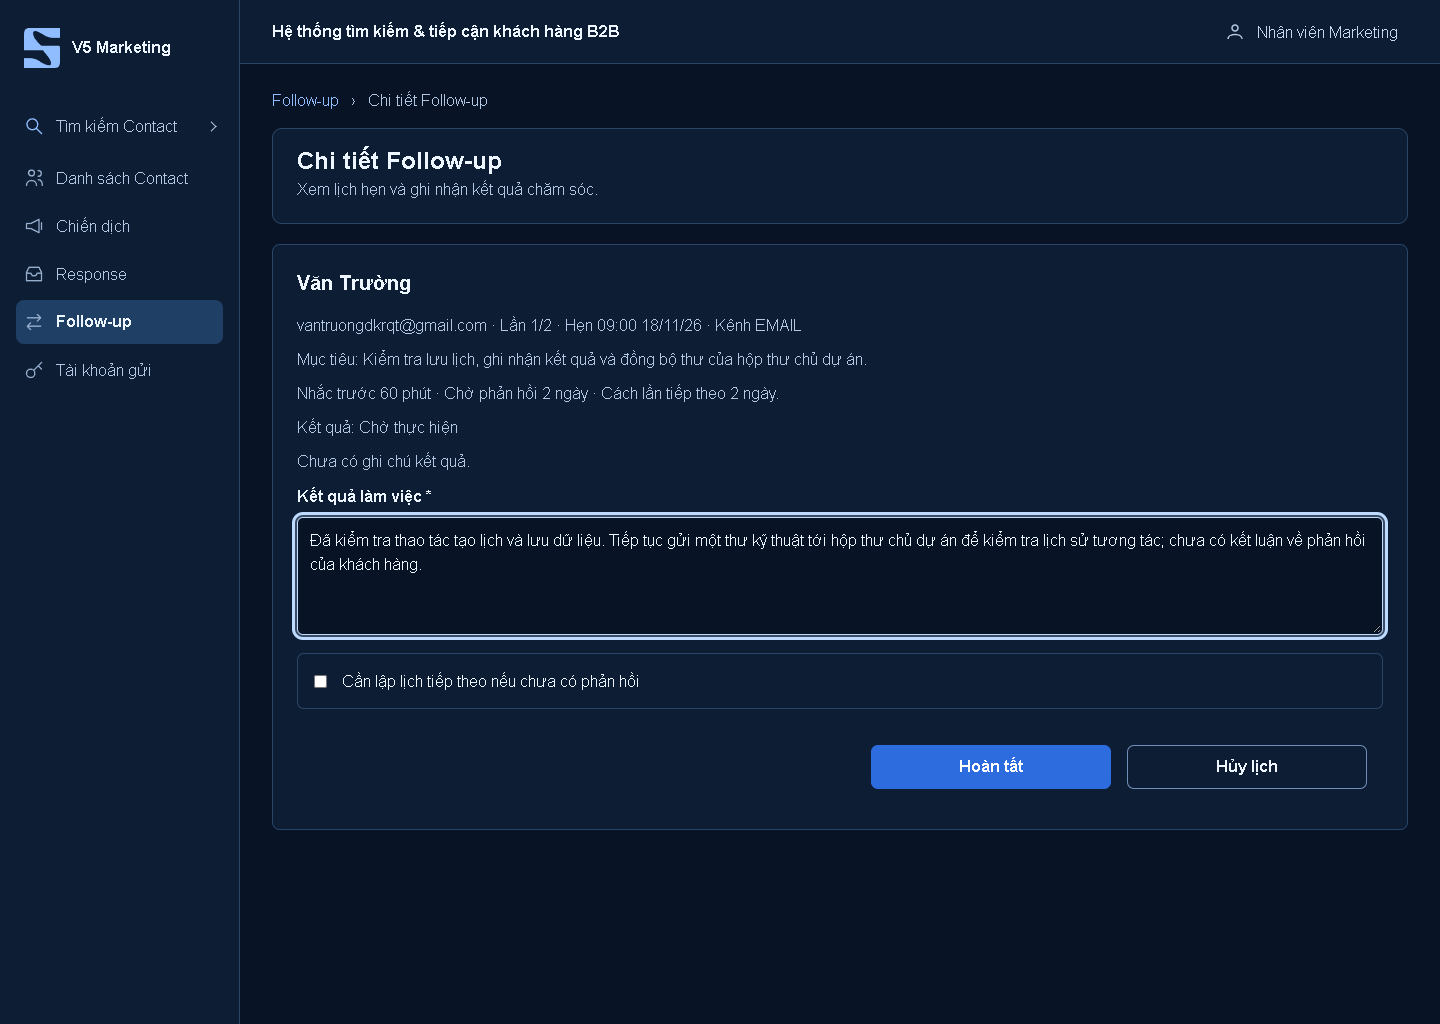 V5 Marketing
Hệ thống tìm kiếm & tiếp cận khách hàng B2B
Nhân viên Marketing
Tìm kiếm Contact
Danh sách Contact
Chiến dịch
Response
Follow-up
Tài khoản gửi
Follow-up › Chi tiết Follow-up
Chi tiết Follow-up
Xem lịch hẹn và ghi nhận kết quả chăm sóc.
Văn Trường
vantruongdkrqt@gmail.com · Lần 1/2 · Hẹn 09:00 18/11/26 · Kênh EMAIL
Mục tiêu: Kiểm tra lưu lịch, ghi nhận kết quả và đồng bộ thư của hộp thư chủ dự án.
Nhắc trước 60 phút · Chờ phản hồi 2 ngày · Cách lần tiếp theo 2 ngày.
Kết quả: Chờ thực hiện
Chưa có ghi chú kết quả.
Kết quả làm việc *
Đã kiểm tra thao tác tạo lịch và lưu dữ liệu. Tiếp tục gửi một thư kỹ thuật tới hộp thư chủ dự án để kiểm tra lịch sử tương tác; chưa có kết luận về phản hồi
của khách hàng.
Cần lập lịch tiếp theo nếu chưa có phản hồi
Hoàn tất
Hủy lịch